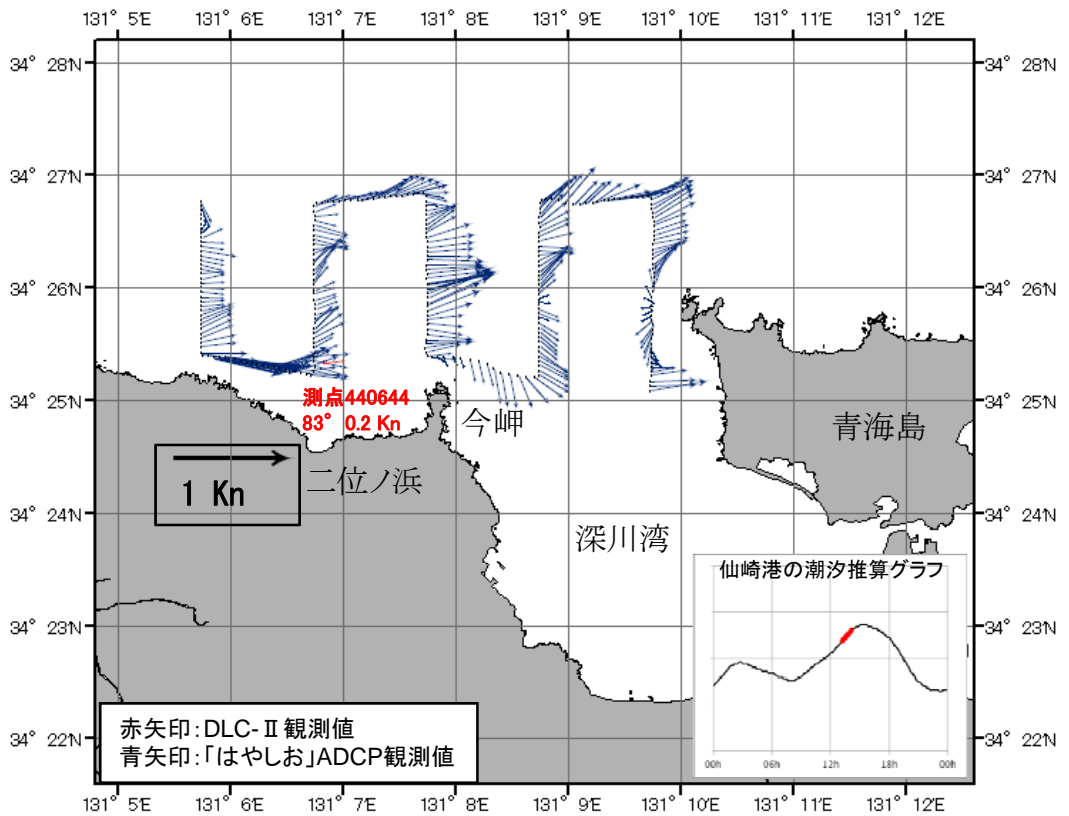 131° 5'E 131° 6'E 131° 7'E 131° 8'E 131° 9'E 131° 10'E 131° 11'E 131° 12'E
34° 28'N 34° 28'N
34° 27'N 34° 27'N
34° 26'N 34° 26'N
34° 25'N 34° 25'N
測点440644
83° 0.2 Kn
今岬
青海島
1 Kn
二位ノ浜
34° 24'N 34° 24'N
深川湾
仙崎港の潮汐推算グラフ
34° 23'N 34° 23'N
赤矢印:DLC-Ⅱ観測値
青矢印:「はやしお」ADCP観測値
34° 22'N 34° 22'N
00h 06h 12h 18h 00h
131° 5'E 131° 6'E 131° 7'E 131° 8'E 131° 9'E 131° 10'E 131° 11'E 131° 12'E